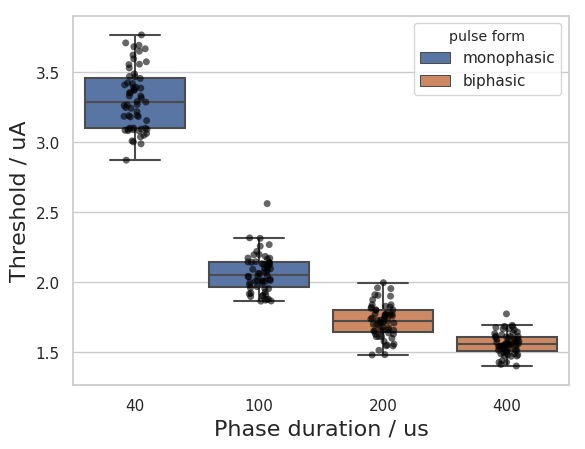 pulse form
monophasic
biphasic
Threshold / uA
3.5
3.0
2.5
2.0
1.5
40 100 200 400
Phase duration / us